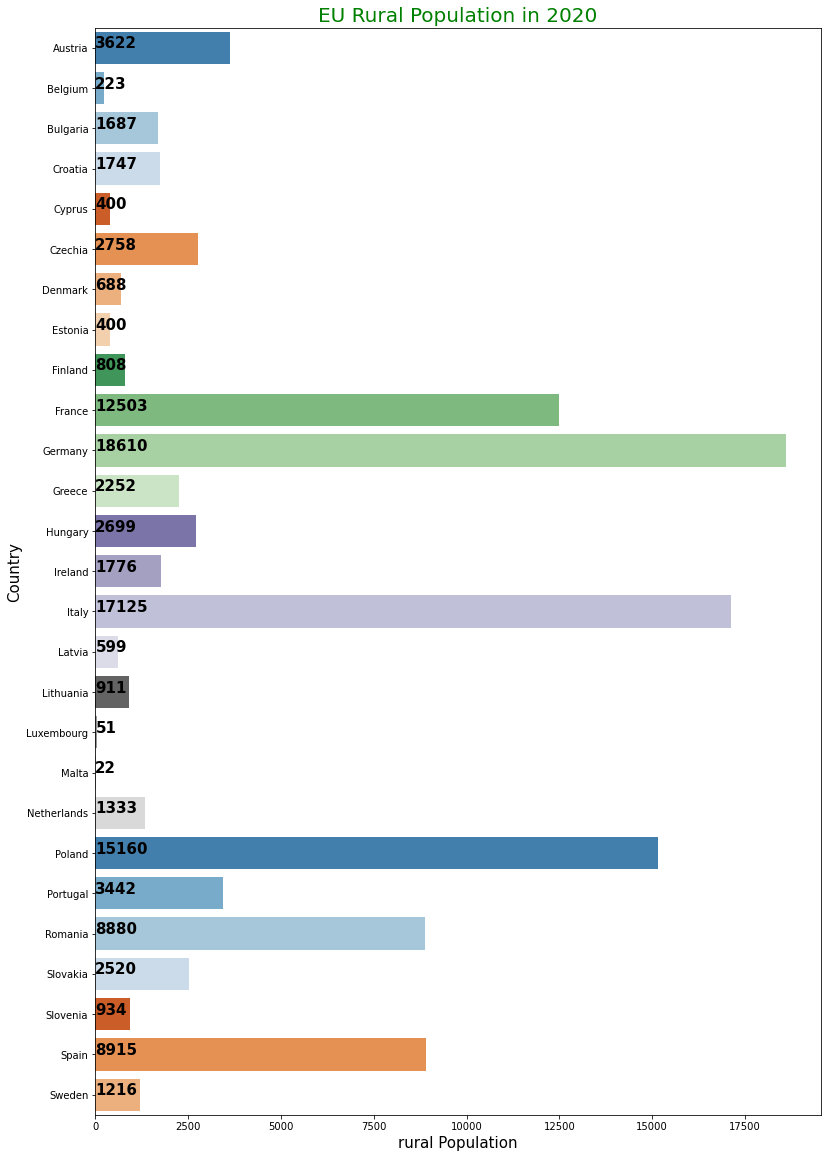 EU Rural Population in 2020
Austria 3622
Belgium 223
Bulgaria 1687
Croatia 1747
Cyprus 400
Czechia 2758
Denmark 688
Estonia 400
Finland 808
France 12503
Germany 18610
Greece 2252
Hungary 2699
Ireland 1776
Country
Italy 17125
Latvia 599
Lithuania 911
Luxembourg 51
Malta 22
Netherlands 1333
Poland 15160
Portugal 3442
Romania 8880
Slovakia 2520
Slovenia 934
Spain 8915
Sweden 1216
0 2500 5000 7500 10000 12500 15000 17500
rural Population